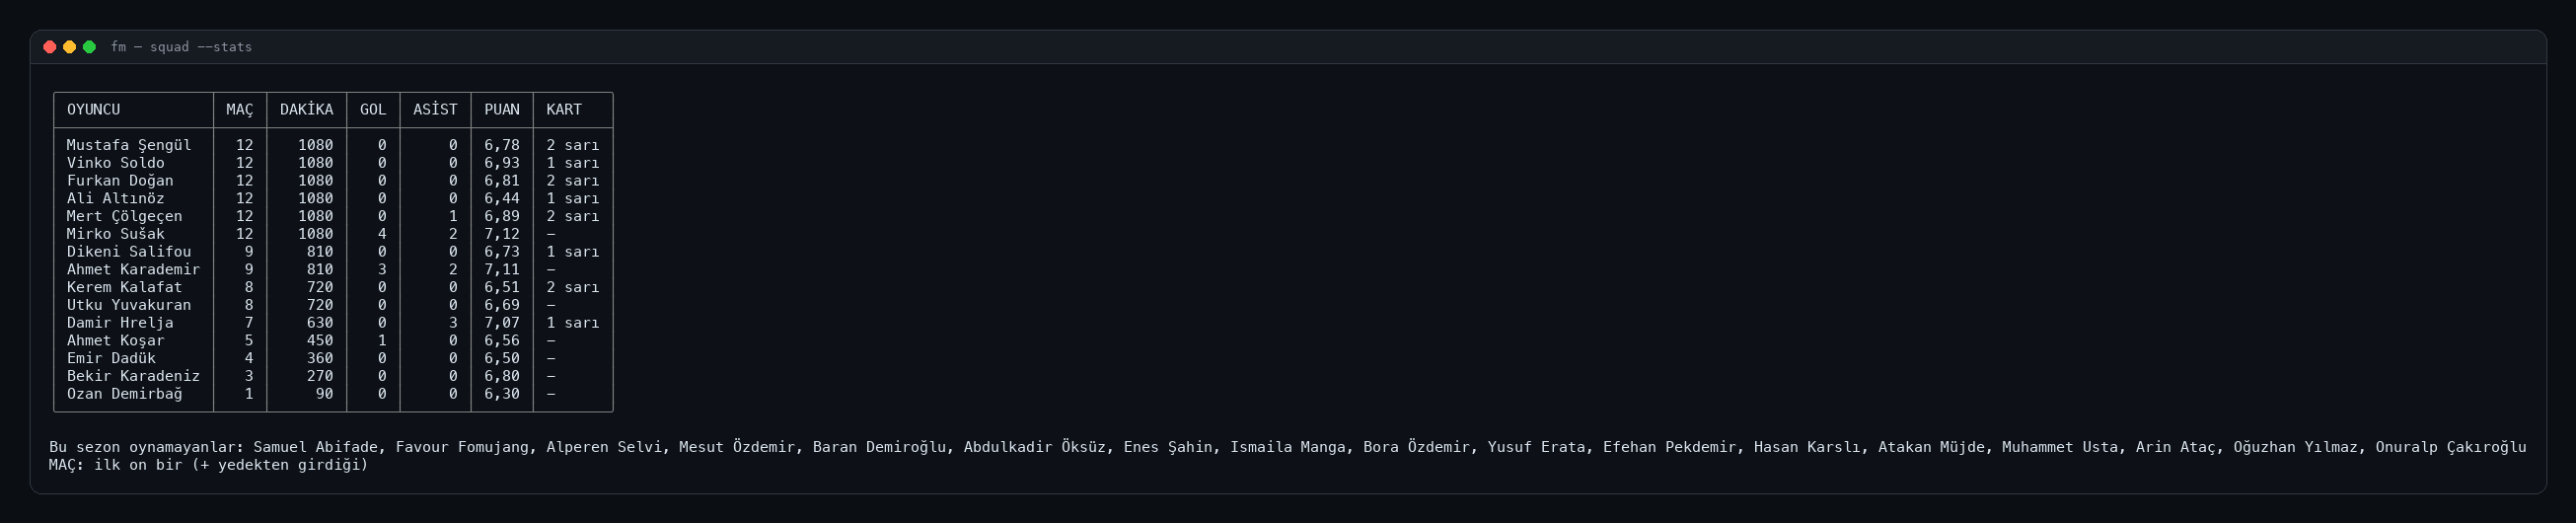 fm — squad --stats
OYUNCU MAÇ DAKİKA GOL ASİST PUAN KART
Mustafa Şengül 12 1080 0 0 6,78 2 sarı
Vinko Soldo 12 1080 0 0 6,93 1 sarı
Furkan Doğan 12 1080 0 0 6,81 2 sarı
Ali Altınöz 12 1080 0 0 6,44 1 sarı
Mert Çölgeçen 12 1080 0 1 6,89 2 sarı
Mirko Sušak 12 1080 4 2 7,12 —
Dikeni Salifou 9 810 0 0 6,73 1 sarı
Ahmet Karademir 9 810 3 2 7,11 —
Kerem Kalafat 8 720 0 0 6,51 2 sarı
Utku Yuvakuran 8 720 0 0 6,69 —
Damir Hrelja 7 630 0 3 7,07 1 sarı
Ahmet Koşar 5 450 1 0 6,56 —
Emir Dadük 4 360 0 0 6,50 —
Bekir Karadeniz 3 270 0 0 6,80 —
Ozan Demirbağ 1 90 0 0 6,30 —
Bu sezon oynamayanlar: Samuel Abifade, Favour Fomujang, Alperen Selvi, Mesut Özdemir, Baran Demiroğlu, Abdulkadir Öksüz, Enes Şahin, Ismaila Manga, Bora Özdemir, Yusuf Erata, Efehan Pekdemir, Hasan Karslı, Atakan Müjde, Muhammet Usta, Arin Ataç, Oğuzhan Yılmaz, Onuralp Çakıroğlu
MAÇ: ilk on bir (+ yedekten girdiği)